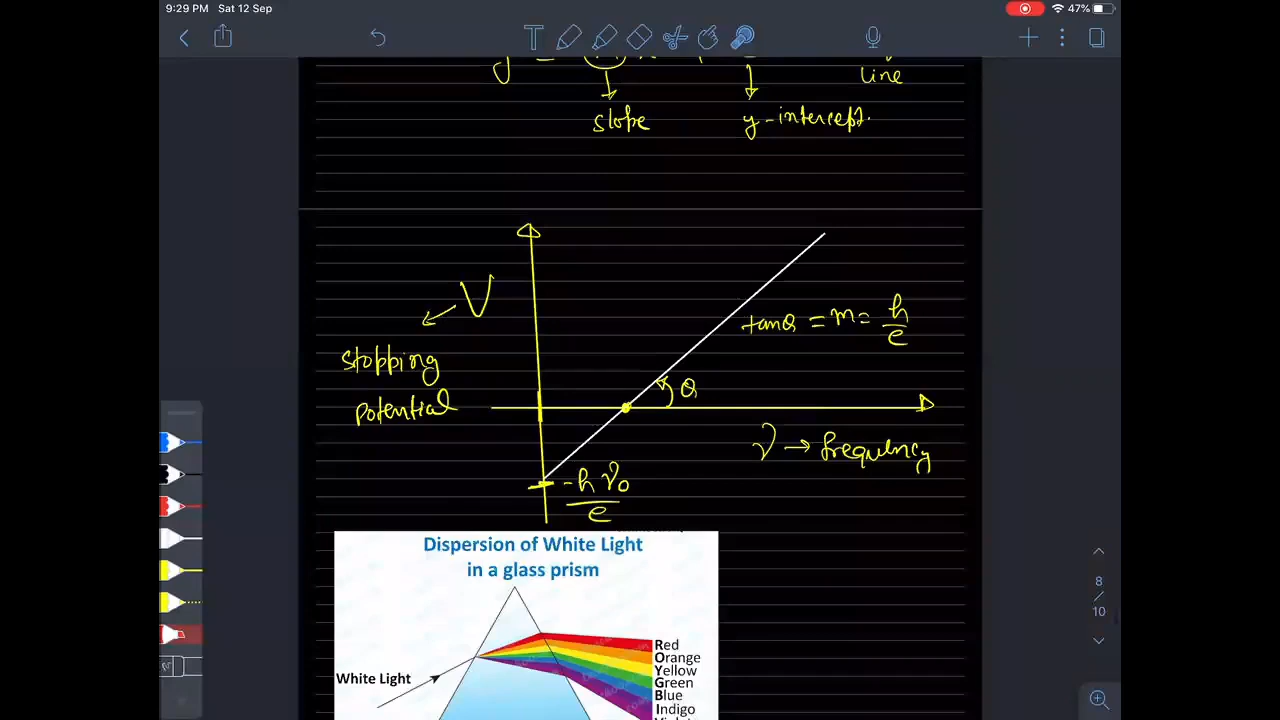 9:29 PM Sat 12 Sep
47%
T
line
slope
y-intercept.
V
stopping
potential
tanθ = m = h/e
θ
ν → frequency
-hν₀/e
Dispersion of White Light
in a glass prism
White Light
Red
Orange
Yellow
Green
Blue
Indigo
Violet
8
/
10